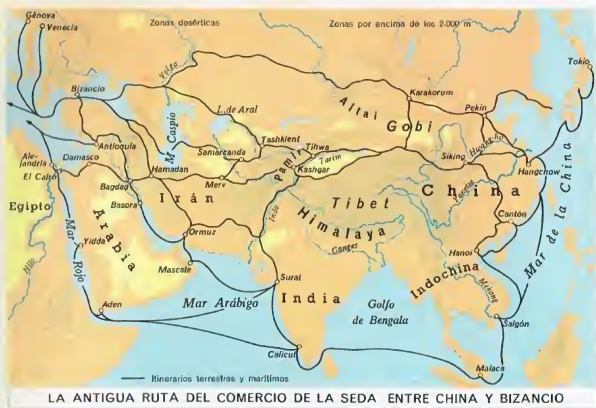 Génova
Venecia
Zonas desérticas
Zonas por encima de los 2.000 m
Tokio
Volga
Bizancio
Karakorum
Pekín
Altai
Gobi
L. de Aral
M. Caspio
Tashkient
Tihwa
Huang-ho
Antioquía
Samarcanda
Pamir
Tarim
Siking
Hangchow
Alejandría
Damasco
Hamadan
Merv
Kashgar
El Cairo
Bagdad
Irán
Tibet
China
Yangtse
Egipto
Basora
Himalaya
Cantón
Arabia
Indo
Ormuz
Ganges
Hanoi
Mar de la China
Nilo
Mar Rojo
Yidda
Mascate
Surat
Indochina
Mekong
Aden
Mar Arábigo
India
Golfo
de Bengala
Saigón
Calicut
Malaca
Itinerarios terrestres y marítimos
LA ANTIGUA RUTA DEL COMERCIO DE LA SEDA ENTRE CHINA Y BIZANCIO